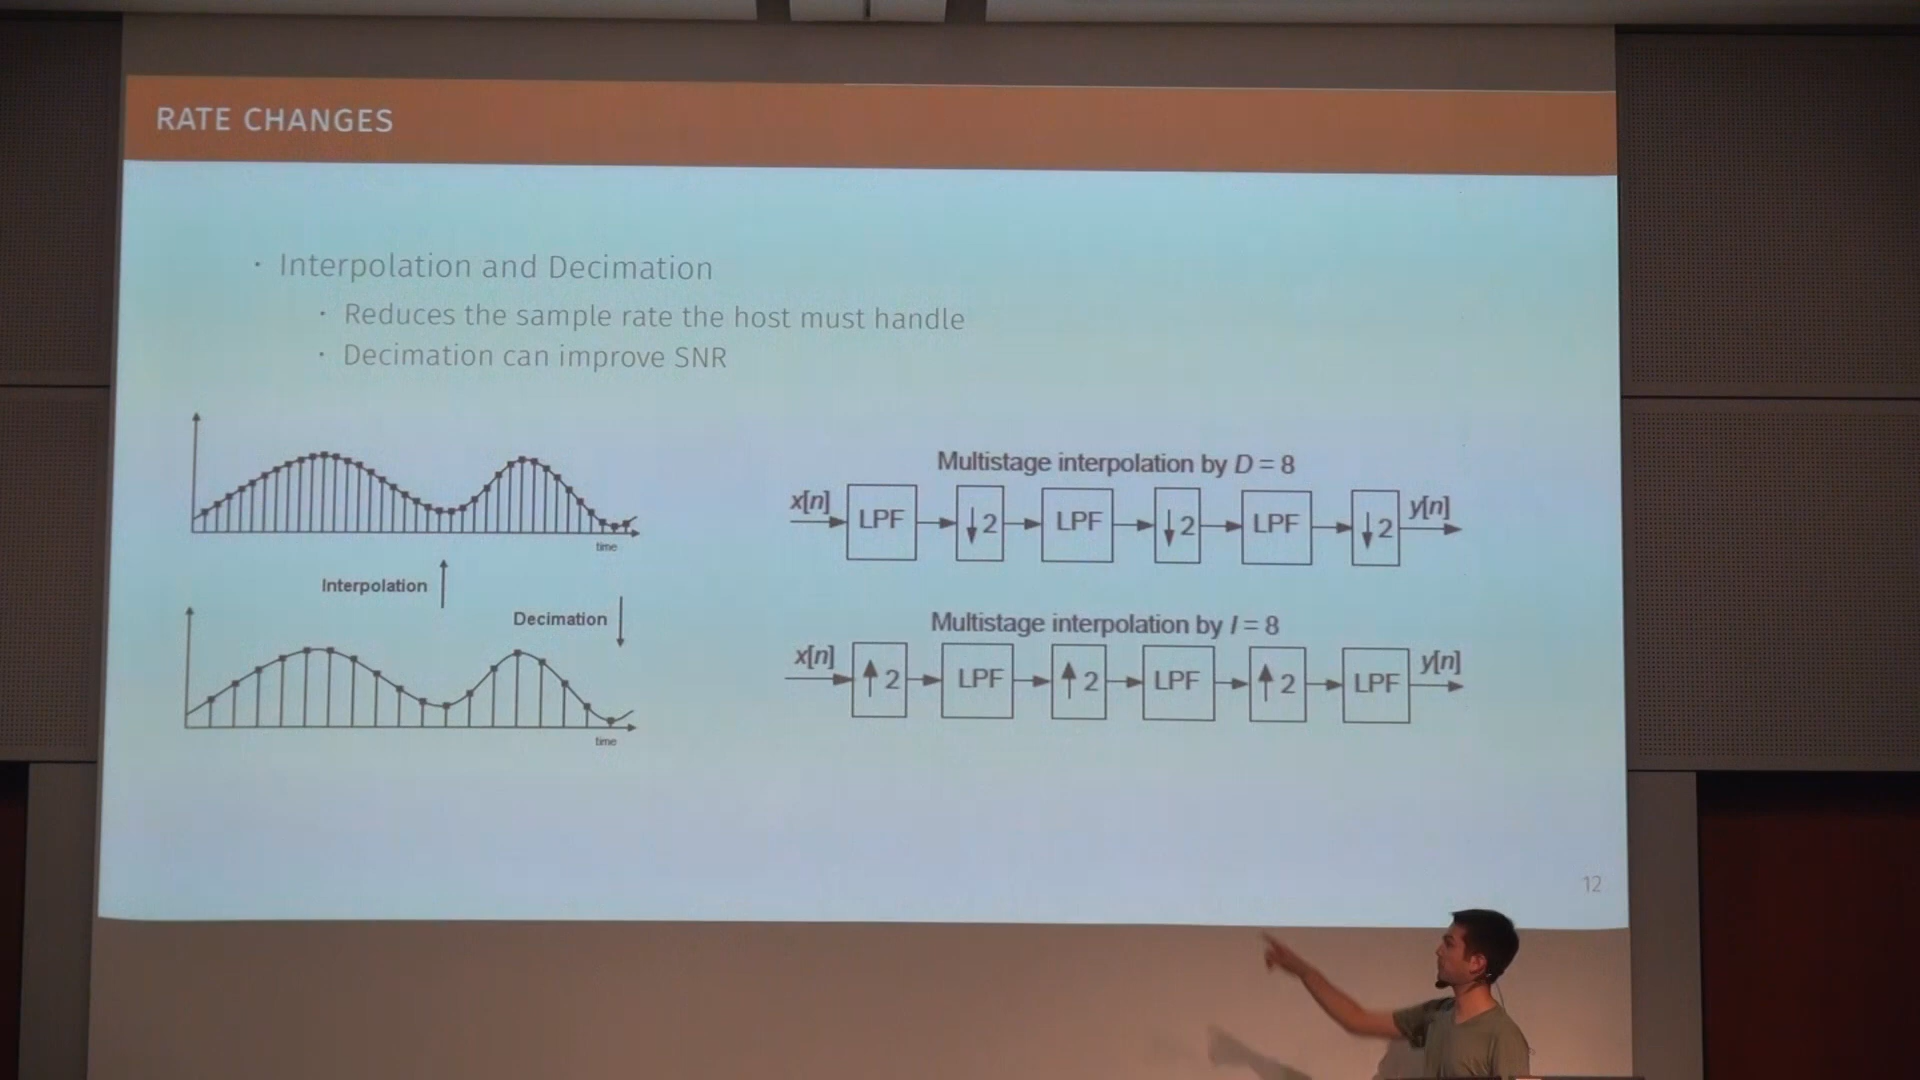 RATE CHANGES
· Interpolation and Decimation
· Reduces the sample rate the host must handle
· Decimation can improve SNR
time
Interpolation
Decimation
time
Multistage interpolation by D = 8
x[n] LPF ↓2 LPF ↓2 LPF ↓2 y[n]
Multistage interpolation by I = 8
x[n] ↑2 LPF ↑2 LPF ↑2 LPF y[n]
12